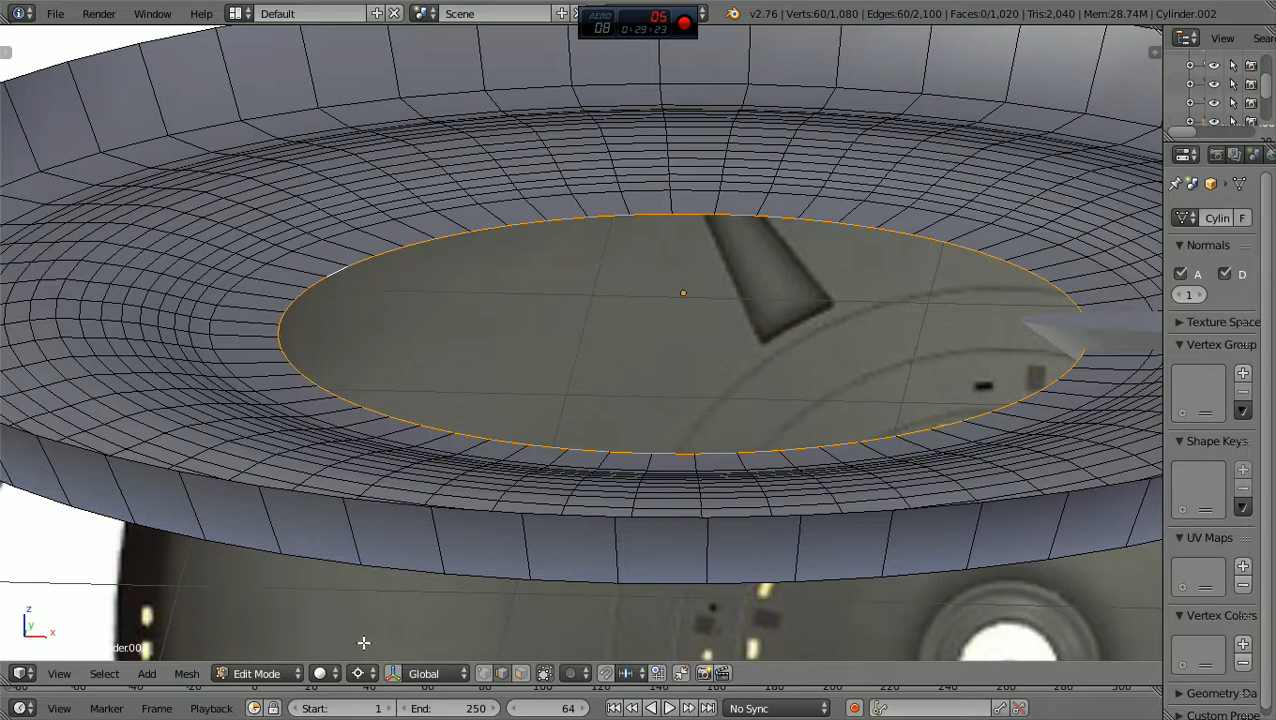 File Render Window Help Default Scene v2.76 | Verts:60/1,080 | Edges:60/2,100 | Faces:0/1,020 | Tris:2,040 | Mem:28.74M | Cylinder.002
AERO 05
08 0:29:23
View Sear
Cylin F
Normals
A D
1
Texture Space
Vertex Group
Shape Keys
UV Maps
Vertex Colors
Geometry Da
Custom Prope
z
y x
View Select Add Mesh Edit Mode Global
View Marker Frame Playback Start: 1 End: 250 64 No Sync